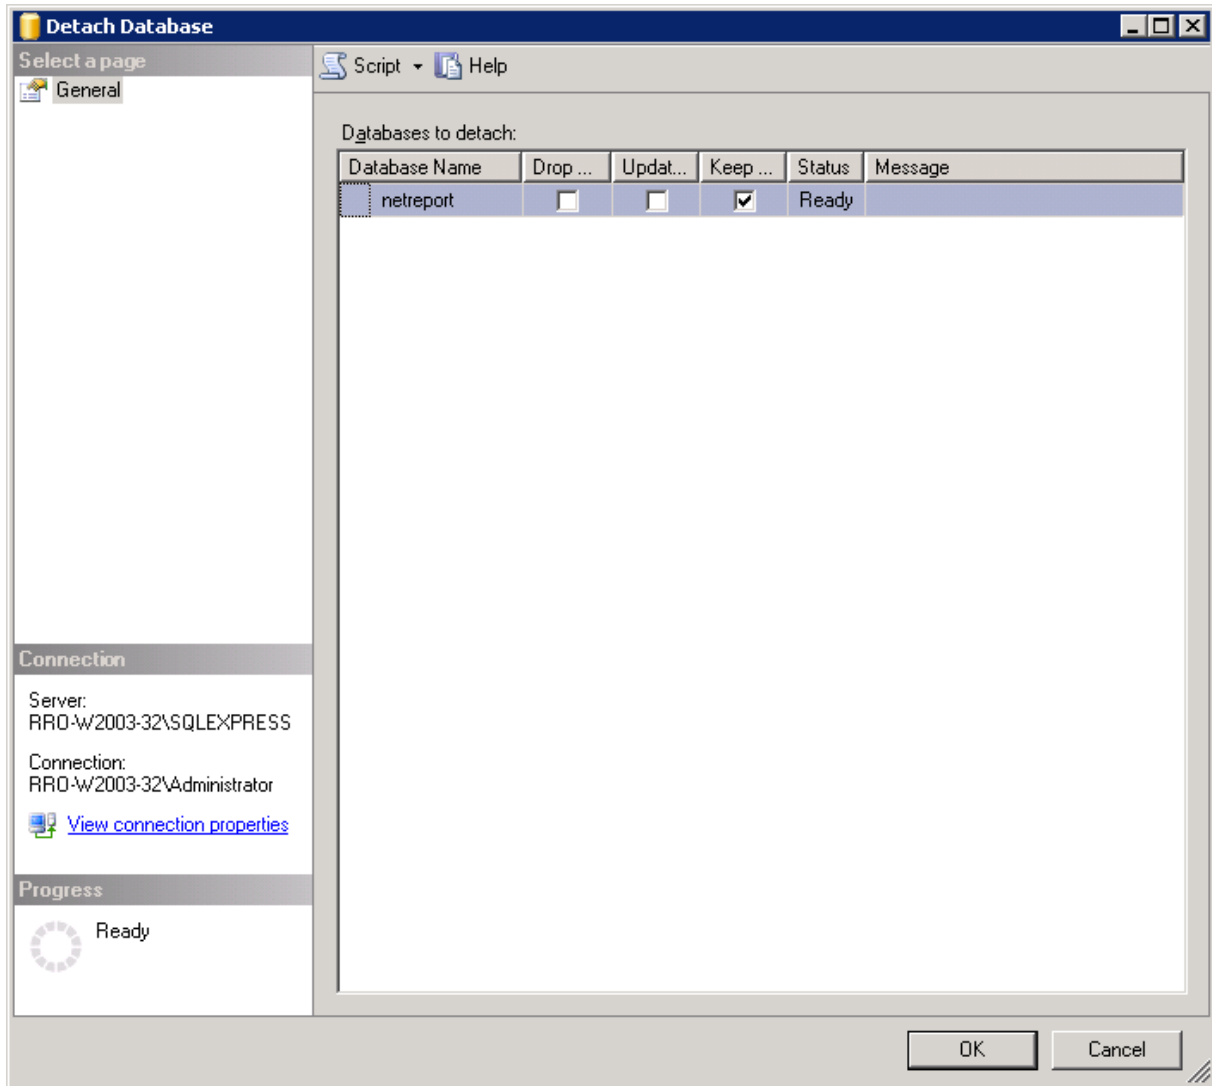 Detach Database
Select a page
General
Script Help
Databases to detach:
Database Name Drop ... Updat... Keep ... Status Message
netreport Ready
Connection
Server:
RRO-W2003-32\SQLEXPRESS
Connection:
RRO-W2003-32\Administrator
View connection properties
Progress
Ready
OK Cancel